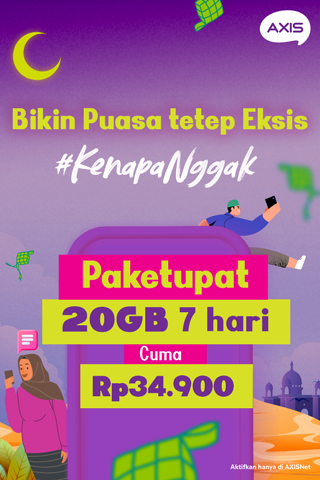 AXIS
Bikin Puasa tetep Eksis
#KenapaNggak
Paketupat
20GB 7 hari
Cuma
Rp34.900
Aktifkan hanya di AXISNet